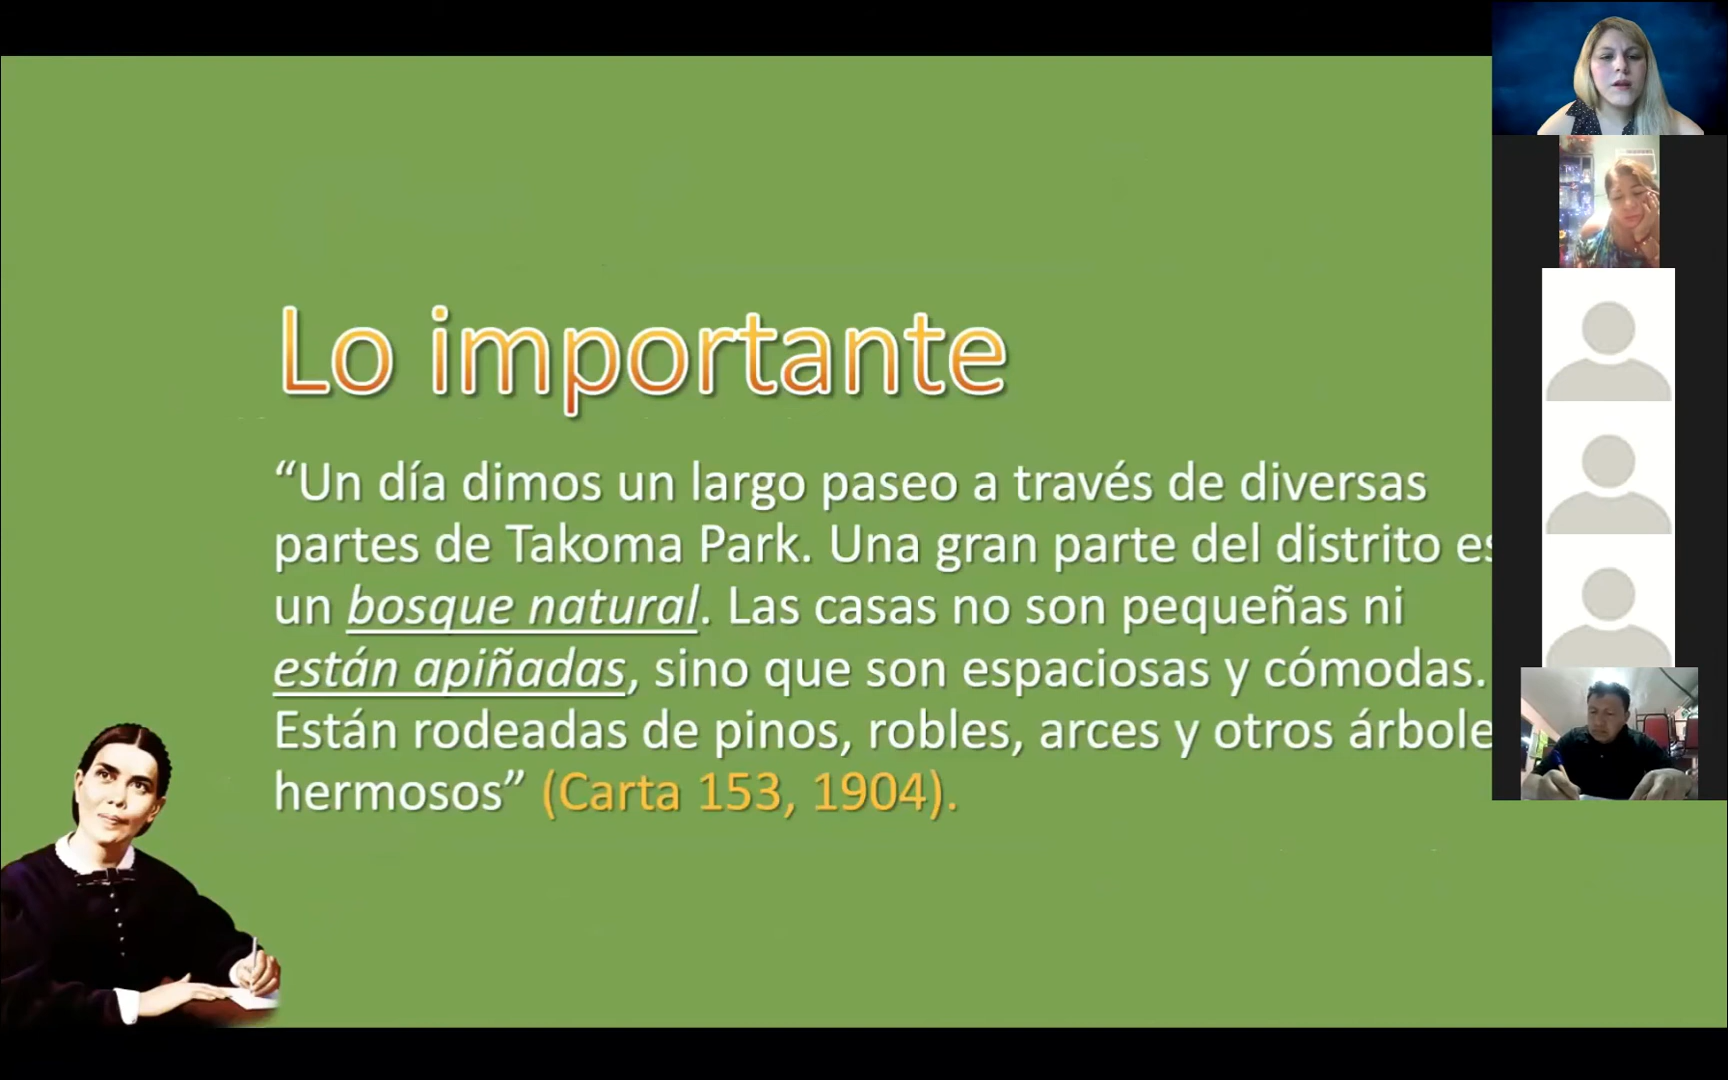 Lo importante
“Un día dimos un largo paseo a través de diversas
partes de Takoma Park. Una gran parte del distrito es
un bosque natural. Las casas no son pequeñas ni
están apiñadas, sino que son espaciosas y cómodas.
Están rodeadas de pinos, robles, arces y otros árbole
hermosos” (Carta 153, 1904).